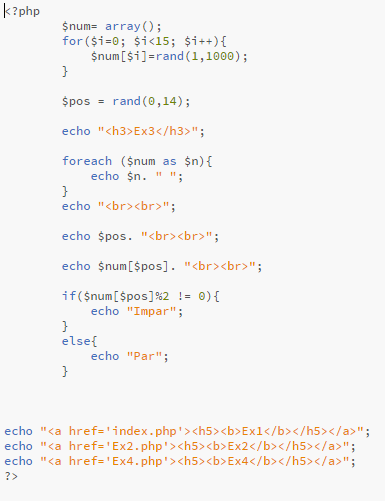 <?php
        $num= array();
        for($i=0; $i<15; $i++){
            $num[$i]=rand(1,1000);
        }

        $pos = rand(0,14);

        echo "<h3>Ex3</h3>";

        foreach ($num as $n){
            echo $n. " ";
        }
        echo "<br><br>";

        echo $pos. "<br><br>";

        echo $num[$pos]. "<br><br>";

        if($num[$pos]%2 != 0){
            echo "Impar";
        }
        else{
            echo "Par";
        }

echo "<a href='index.php'><h5><b>Ex1</b></h5></a>";
echo "<a href='Ex2.php'><h5><b>Ex2</b></h5></a>";
echo "<a href='Ex4.php'><h5><b>Ex4</b></h5></a>";
?>